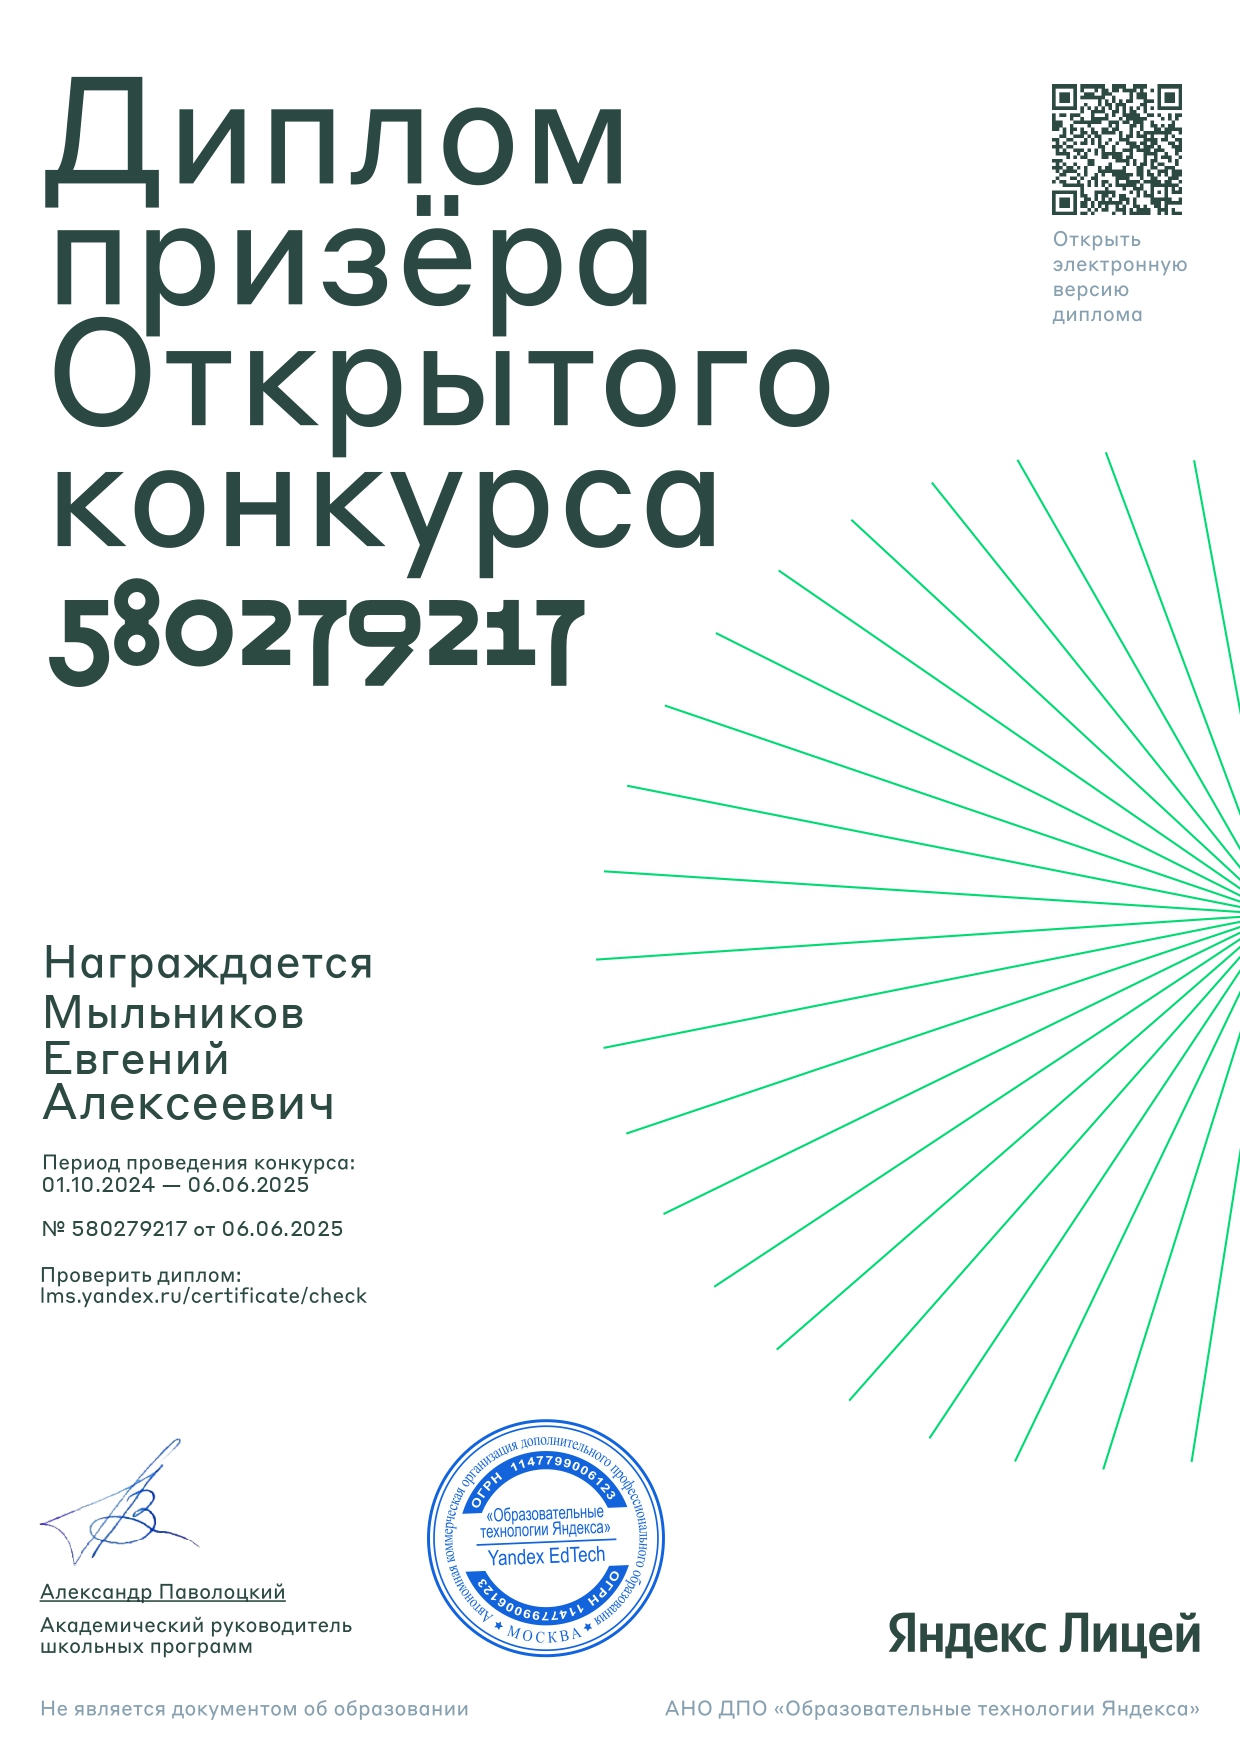 Диплом
призёра
Открытого
конкурса
580279217
Открыть
электронную
версию
диплома
Награждается
Мыльников
Евгений
Алексеевич
Период проведения конкурса:
01.10.2024 — 06.06.2025
№ 580279217 от 06.06.2025
Проверить диплом:
lms.yandex.ru/certificate/check
Александр Паволоцкий
Академический руководитель
школьных программ
Автономная коммерческая организация дополнительного профессионального образования
ОГРН 1147799006123
«Образовательные
технологии Яндекса»
Yandex EdTech
ОГРН 1147799006123
МОСКВА
Яндекс Лицей
Не является документом об образовании
АНО ДПО «Образовательные технологии Яндекса»